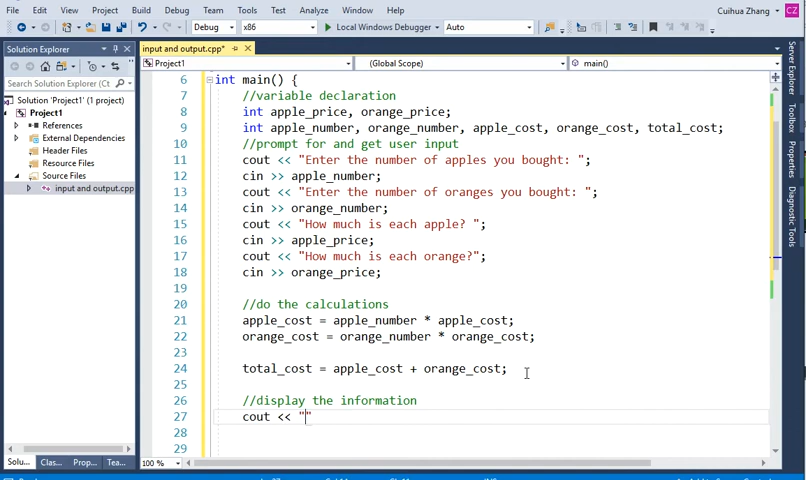 File Edit View Project Build Debug Team Tools Test Analyze Window Help Cuihua Zhang CZ
Debug x86 Local Windows Debugger Auto
Solution Explorer
input and output.cpp*
Project1 (Global Scope) main()
Search Solution Explorer (Ct
Solution 'Project1' (1 project)
Project1
References
External Dependencies
Header Files
Resource Files
Source Files
input and output.cpp
6 int main() {
7 //variable declaration
8 int apple_price, orange_price;
9 int apple_number, orange_number, apple_cost, orange_cost, total_cost;
10 //prompt for and get user input
11 cout << "Enter the number of apples you bought: ";
12 cin >> apple_number;
13 cout << "Enter the number of oranges you bought: ";
14 cin >> orange_number;
15 cout << "How much is each apple? ";
16 cin >> apple_price;
17 cout << "How much is each orange?";
18 cin >> orange_price;
19
20 //do the calculations
21 apple_cost = apple_number * apple_cost;
22 orange_cost = orange_number * orange_cost;
23
24 total_cost = apple_cost + orange_cost;
25
26 //display the information
27 cout << ""
28
29
Server Explorer
Toolbox
Properties
Diagnostic Tools
Solu... Clas... Prop... Tea...
100 %